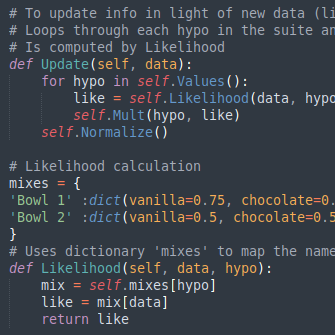 # To update info in light of new data (li
# Loops through each hypo in the suite an
# Is computed by Likelihood
def Update(self, data):
for hypo in self.Values():
like = self.Likelihood(data, hypo
self.Mult(hypo, like)
self.Normalize()
# Likelihood calculation
mixes = {
'Bowl 1' :dict(vanilla=0.75, chocolate=0.
'Bowl 2' :dict(vanilla=0.5, chocolate=0.5
}
# Uses dictionary 'mixes' to map the name
def Likelihood(self, data, hypo):
mix = self.mixes[hypo]
like = mix[data]
return like